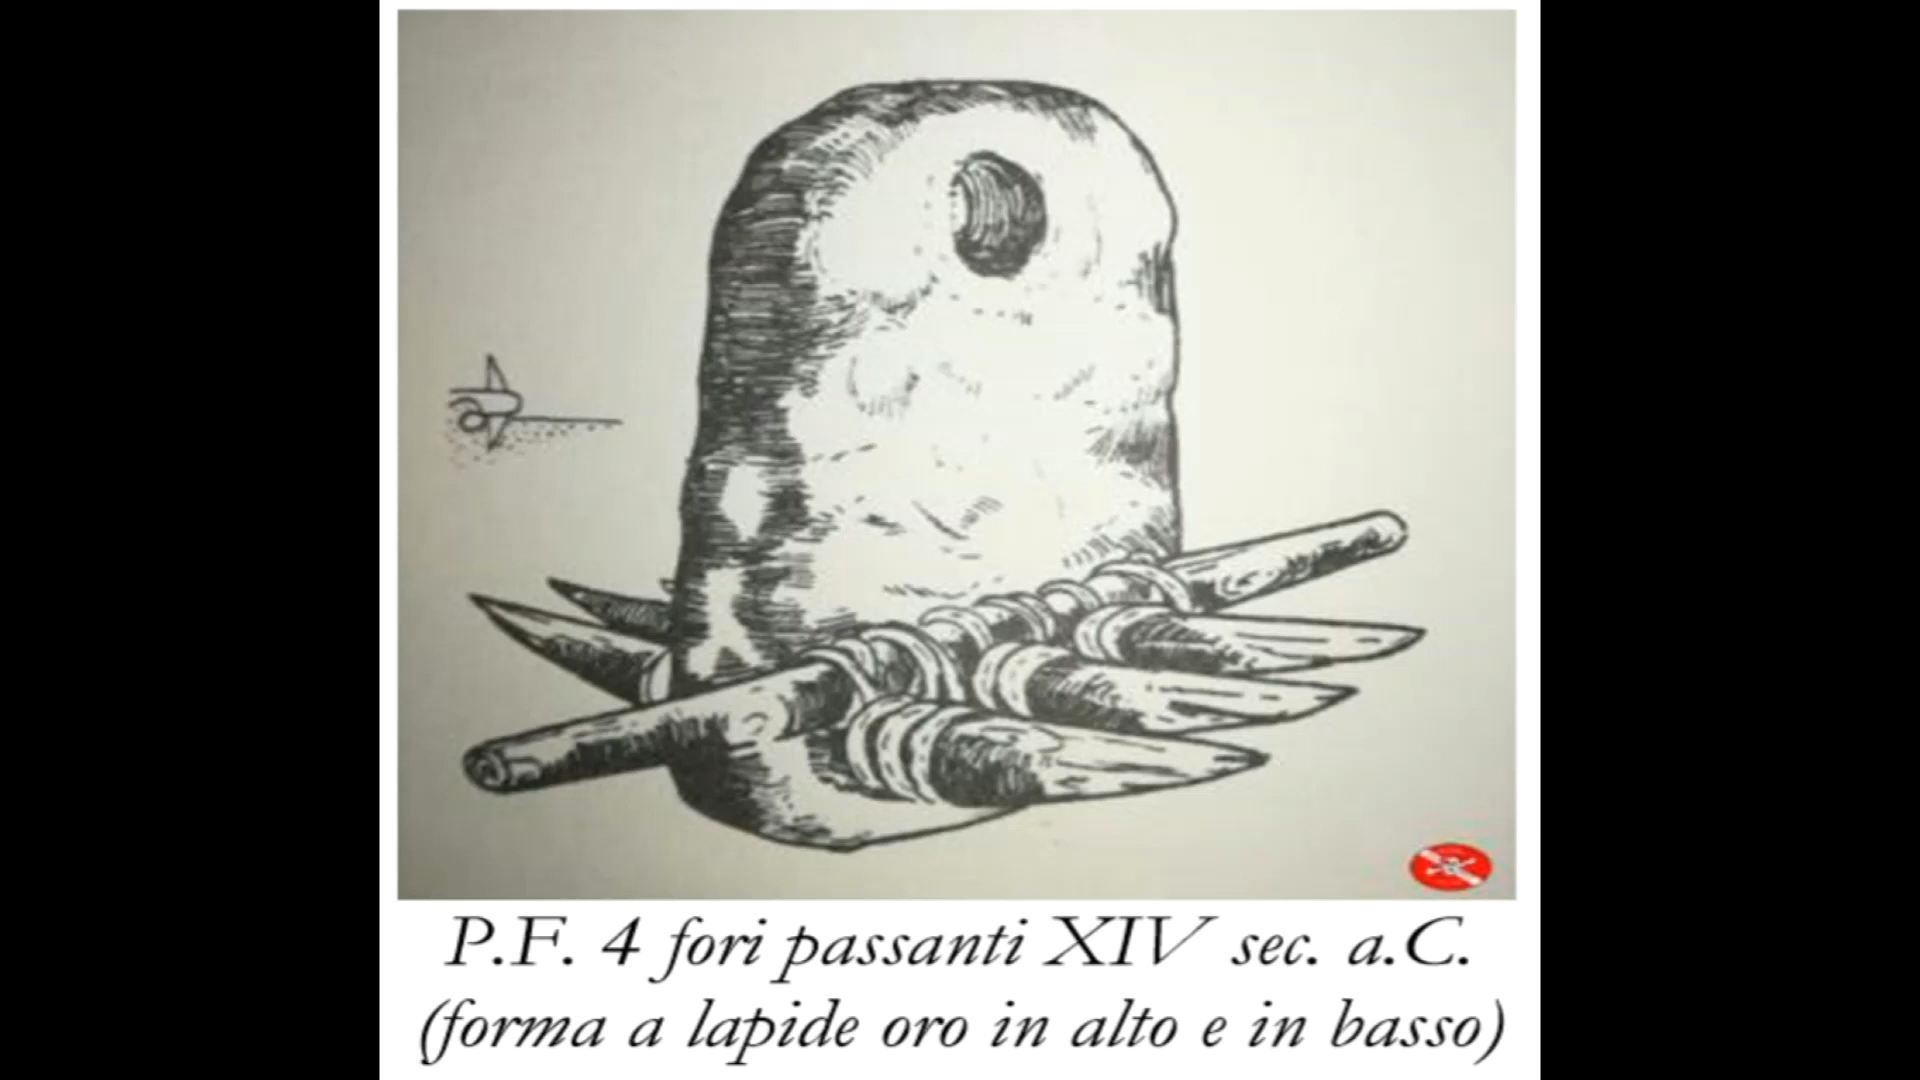 P.F. 4 fori passanti XIV sec. a.C.
(forma a lapide oro in alto e in basso)